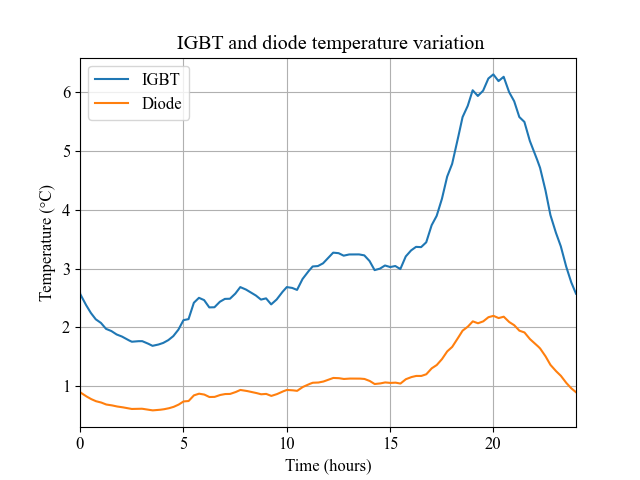 IGBT and diode temperature variation
IGBT
Diode
Temperature (°C)
6
5
4
3
2
1
0
5
10
15
20
Time (hours)